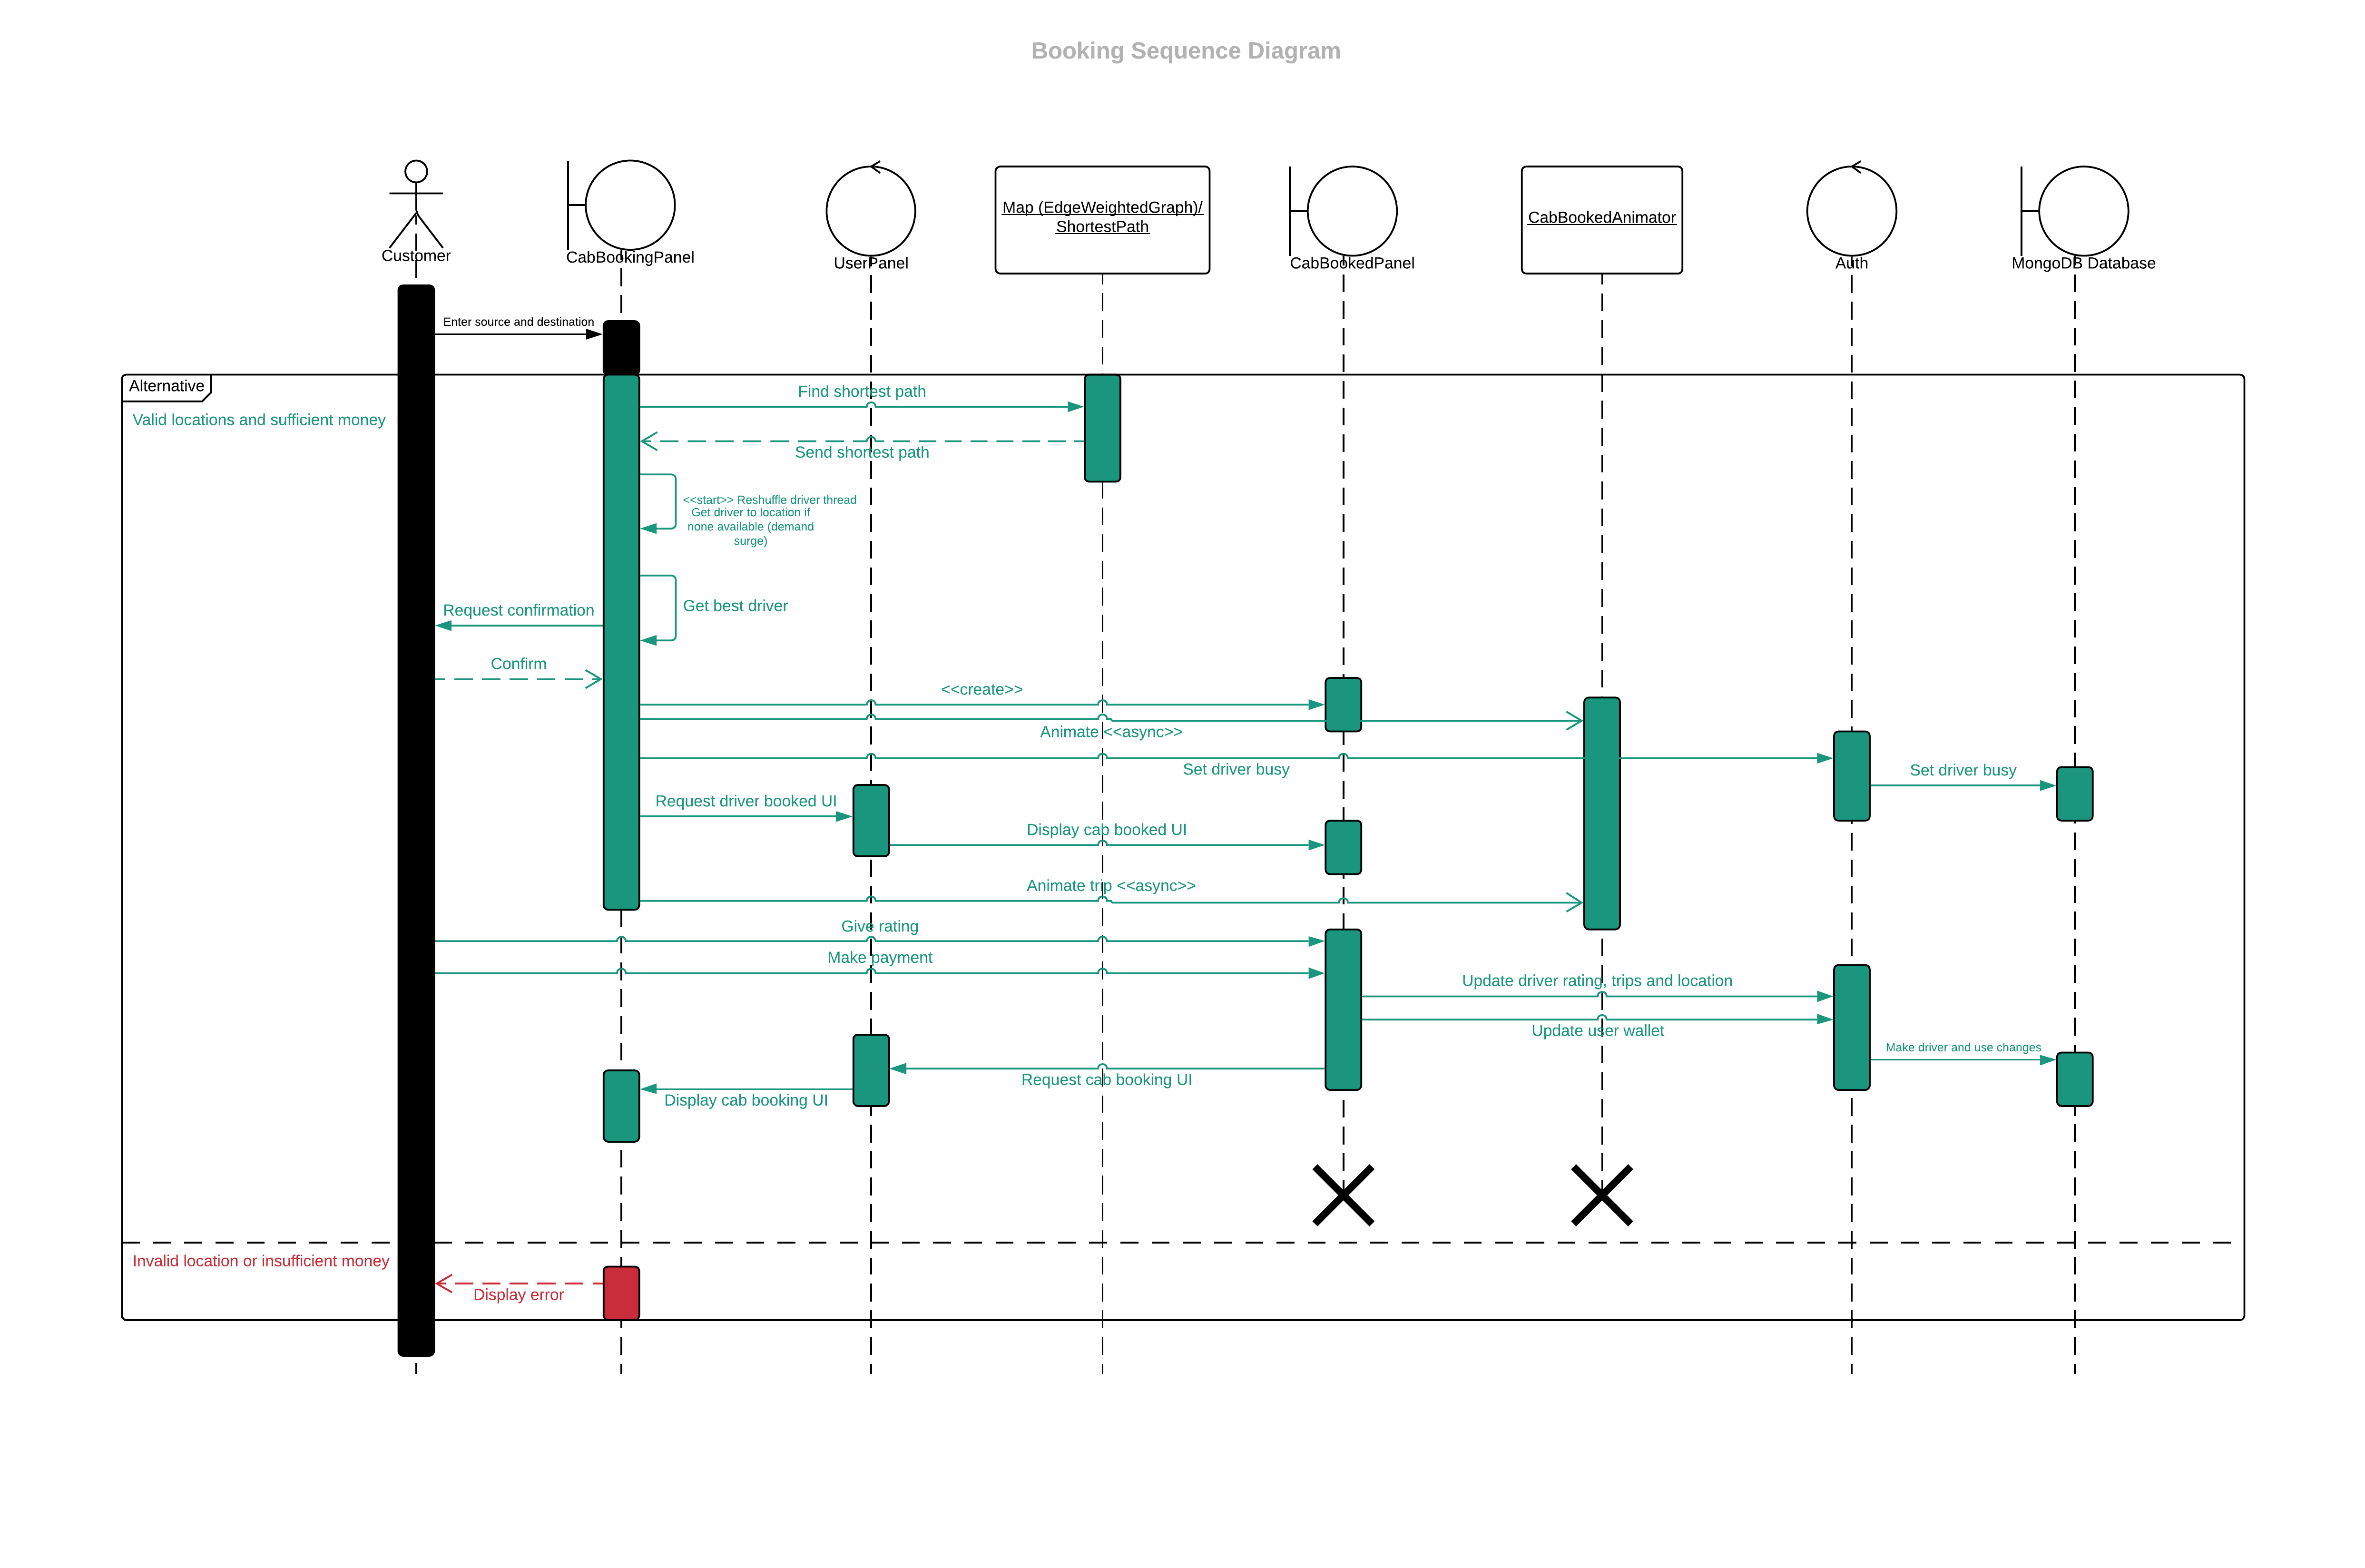 Booking Sequence Diagram
Customer
CabBookingPanel
UserPanel
Map (EdgeWeightedGraph)/
ShortestPath
CabBookedPanel
CabBookedAnimator
Auth
MongoDB Database
Enter source and destination
Alternative
Valid locations and sufficient money
Find shortest path
Send shortest path
<<start>> Reshuffle driver thread
Get driver to location if
none available (demand
surge)
Get best driver
Request confirmation
Confirm
<<create>>
Animate <<async>>
Set driver busy
Set driver busy
Request driver booked UI
Display cab booked UI
Animate trip <<async>>
Give rating
Make payment
Update driver rating, trips and location
Update user wallet
Make driver and use changes
Request cab booking UI
Display cab booking UI
Invalid location or insufficient money
Display error